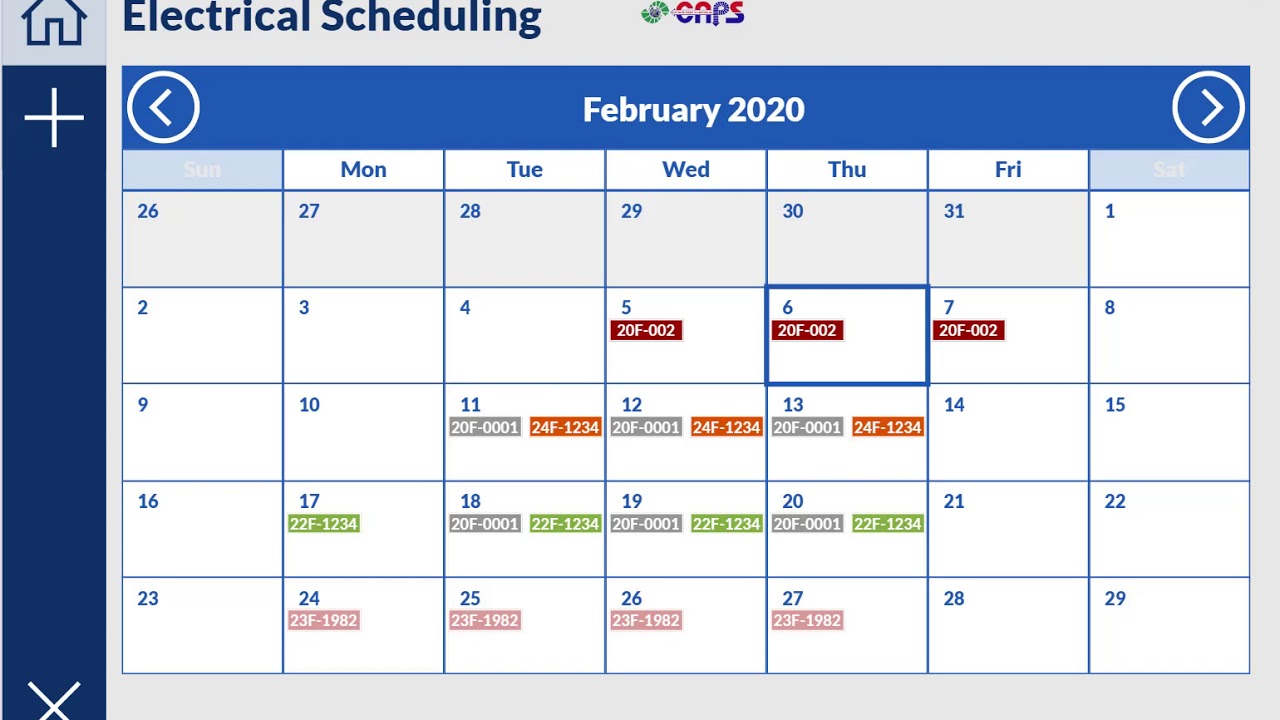 Electrical Scheduling CAPS
February 2020
Sun Mon Tue Wed Thu Fri Sat
26 27 28 29 30 31 1
2 3 4 5 6 7 8
20F-002 20F-002 20F-002
9 10 11 12 13 14 15
20F-0001 24F-1234 20F-0001 24F-1234 20F-0001 24F-1234
16 17 18 19 20 21 22
22F-1234 20F-0001 22F-1234 20F-0001 22F-1234 20F-0001 22F-1234
23 24 25 26 27 28 29
23F-1982 23F-1982 23F-1982 23F-1982